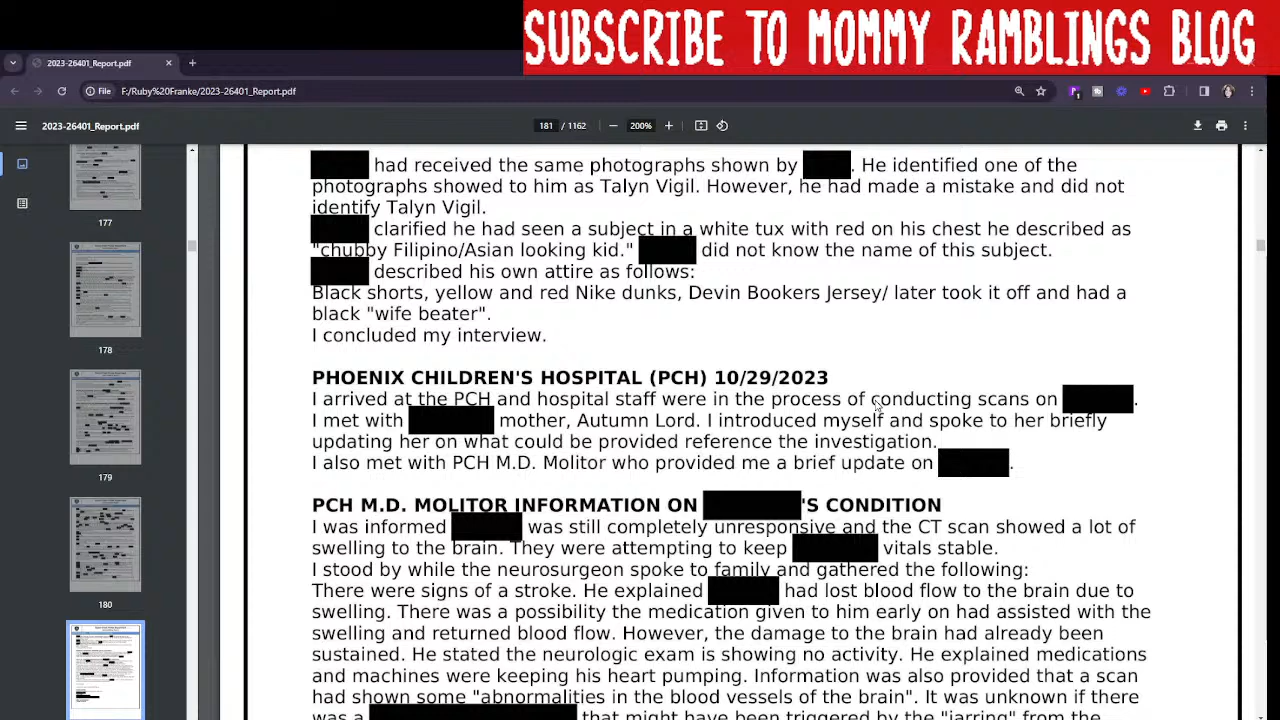 SUBSCRIBE TO MOMMY RAMBLINGS BLOG
2023-26401_Report.pdf
File F:/Ruby%20Franke/2023-26401_Report.pdf
2023-26401_Report.pdf 181 / 1162 200%
177
178
179
180
had received the same photographs shown by . He identified one of the
photographs showed to him as Talyn Vigil. However, he had made a mistake and did not
identify Talyn Vigil.
clarified he had seen a subject in a white tux with red on his chest he described as
"chubby Filipino/Asian looking kid." did not know the name of this subject.
described his own attire as follows:
Black shorts, yellow and red Nike dunks, Devin Bookers Jersey/ later took it off and had a
black "wife beater".
I concluded my interview.
PHOENIX CHILDREN'S HOSPITAL (PCH) 10/29/2023
I arrived at the PCH and hospital staff were in the process of conducting scans on .
I met with mother, Autumn Lord. I introduced myself and spoke to her briefly
updating her on what could be provided reference the investigation.
I also met with PCH M.D. Molitor who provided me a brief update on .
PCH M.D. MOLITOR INFORMATION ON 'S CONDITION
I was informed was still completely unresponsive and the CT scan showed a lot of
swelling to the brain. They were attempting to keep vitals stable.
I stood by while the neurosurgeon spoke to family and gathered the following:
There were signs of a stroke. He explained had lost blood flow to the brain due to
swelling. There was a possibility the medication given to him early on had assisted with the
swelling and returned blood flow. However, the damage to the brain had already been
sustained. He stated the neurologic exam is showing no activity. He explained medications
and machines were keeping his heart pumping. Information was also provided that a scan
had shown some "abnormalities in the blood vessels of the brain". It was unknown if there
was a that might have been triggered by the "jarring" from the